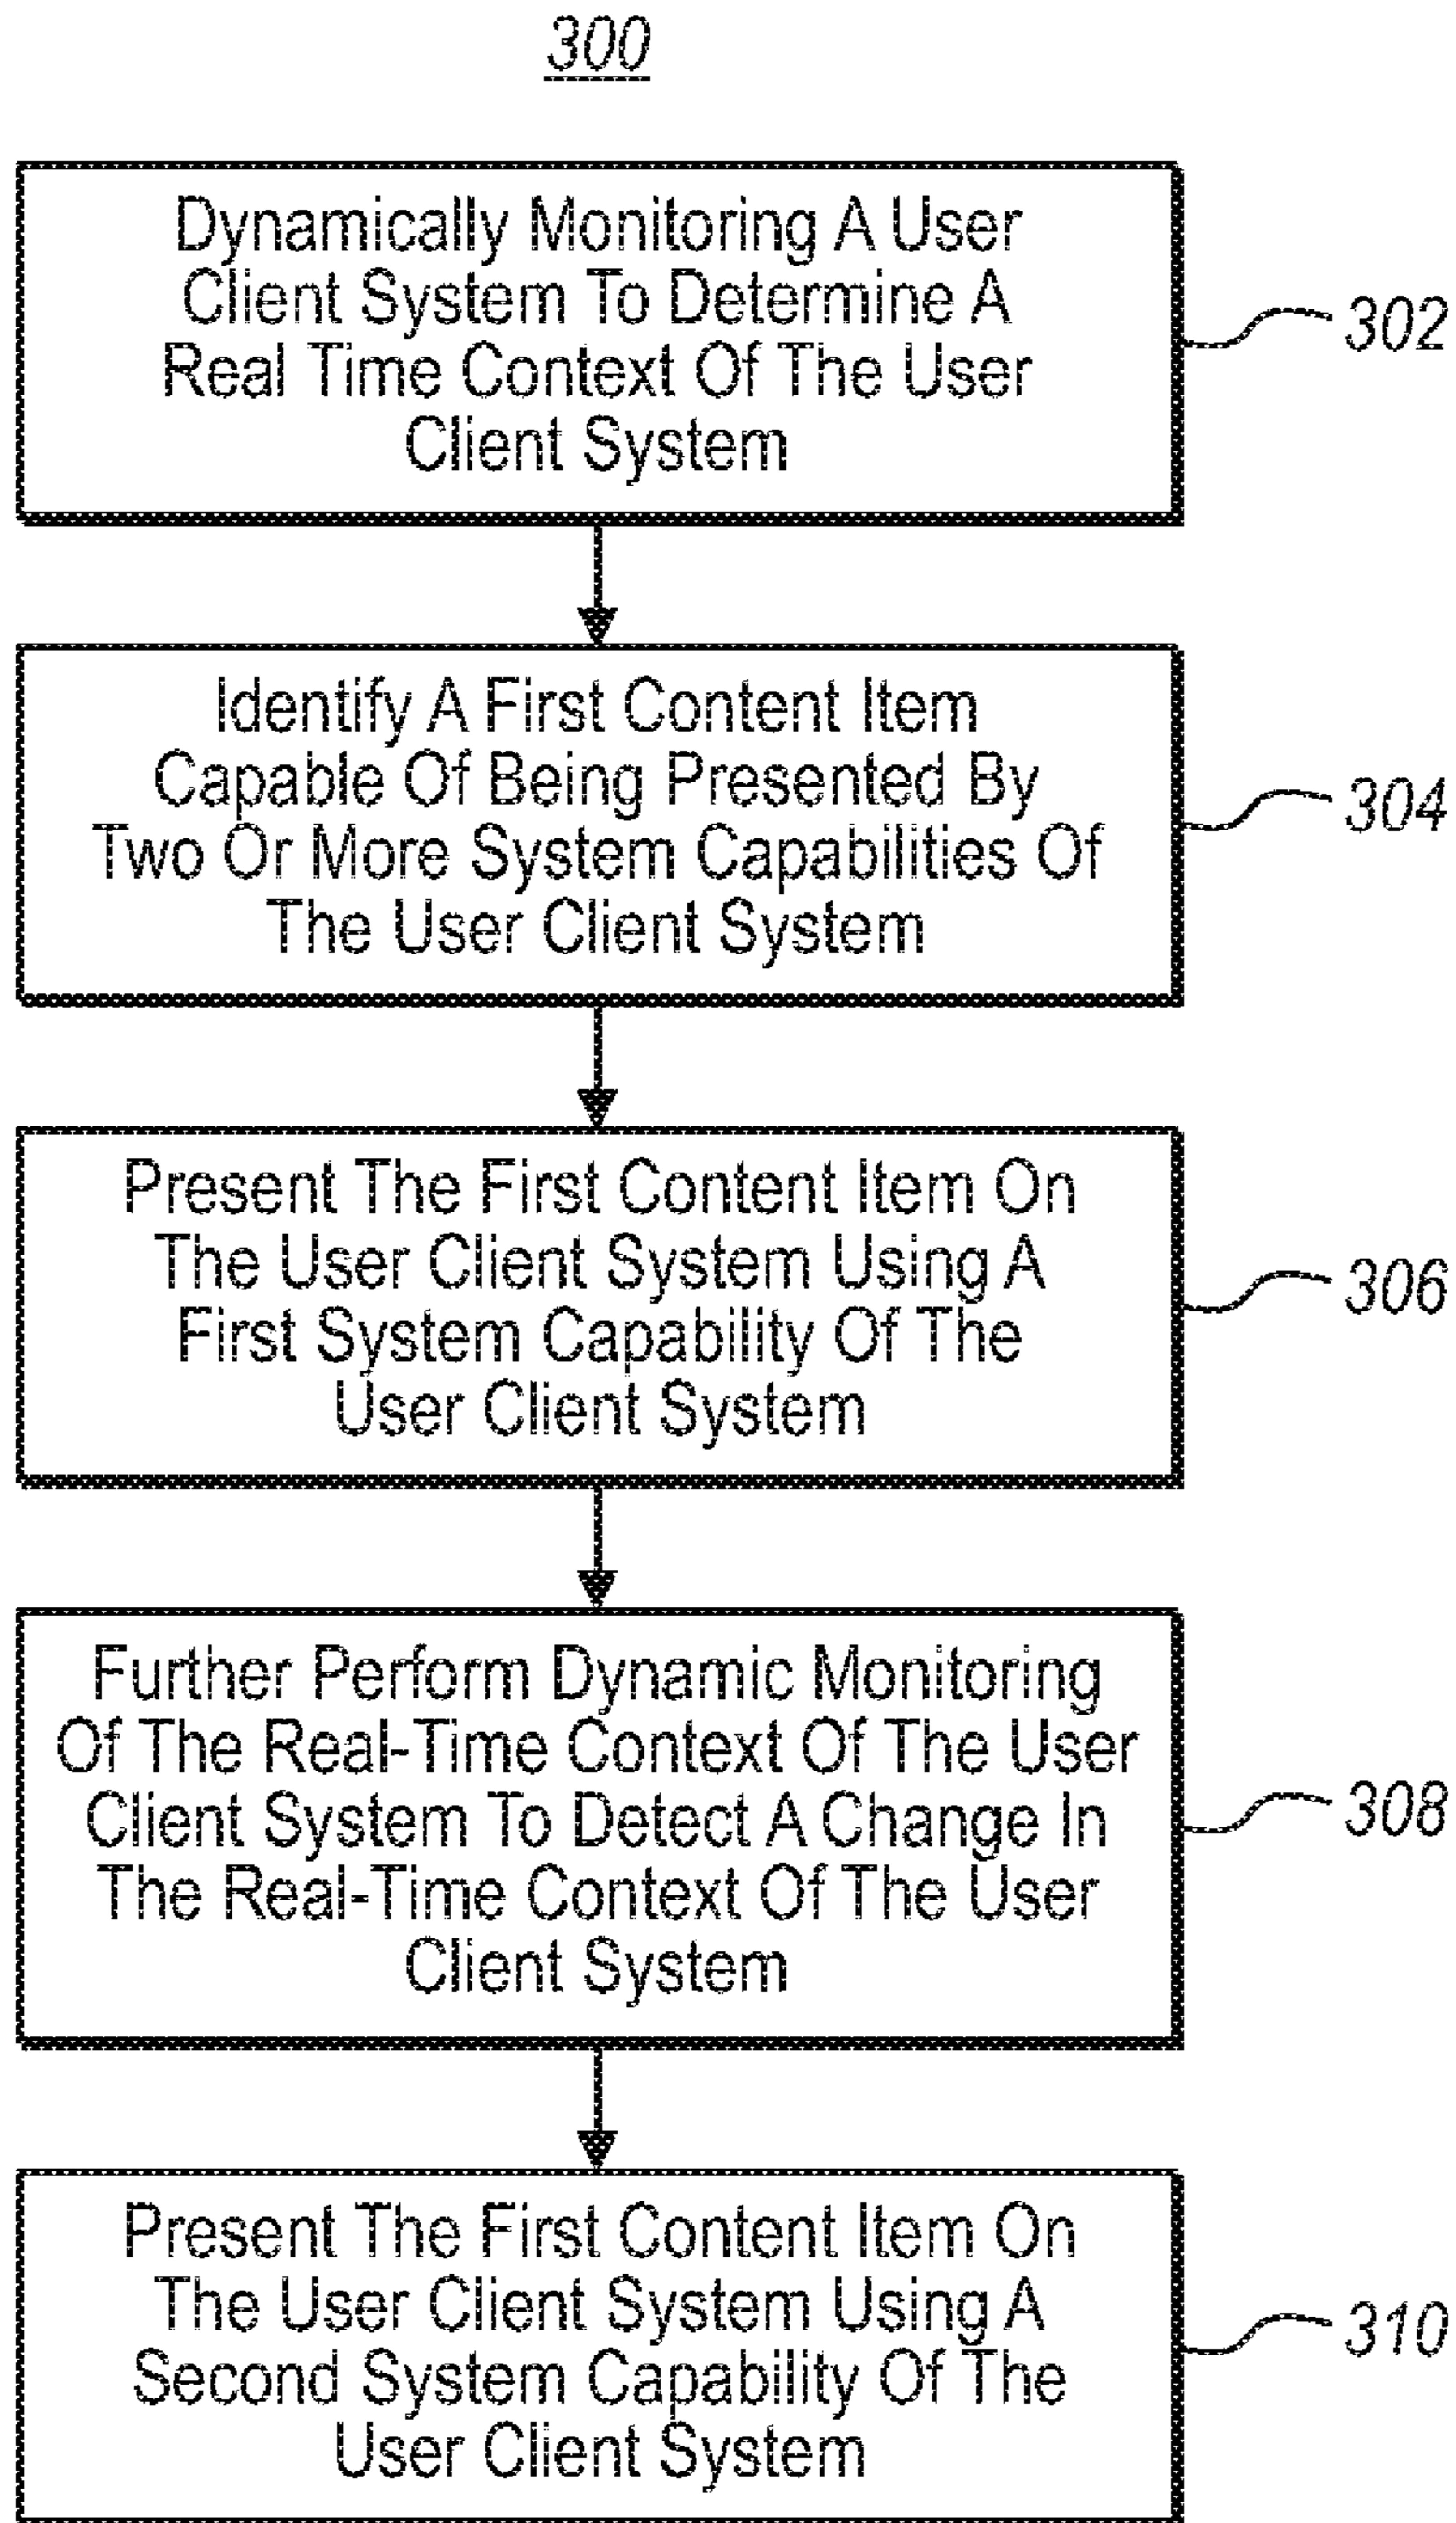 300
Dynamically Monitoring A User
Client System To Determine A
Real Time Context Of The User
Client System
302
Identify A First Content Item
Capable Of Being Presented By
Two Or More System Capabilities Of
The User Client System
304
Present The First Content Item On
The User Client System Using A
First System Capability Of The
User Client System
306
Further Perform Dynamic Monitoring
Of The Real-Time Context Of The User
Client System To Detect A Change In
The Real-Time Context Of The User
Client System
308
Present The First Content Item On
The User Client System Using A
Second System Capability Of The
User Client System
310